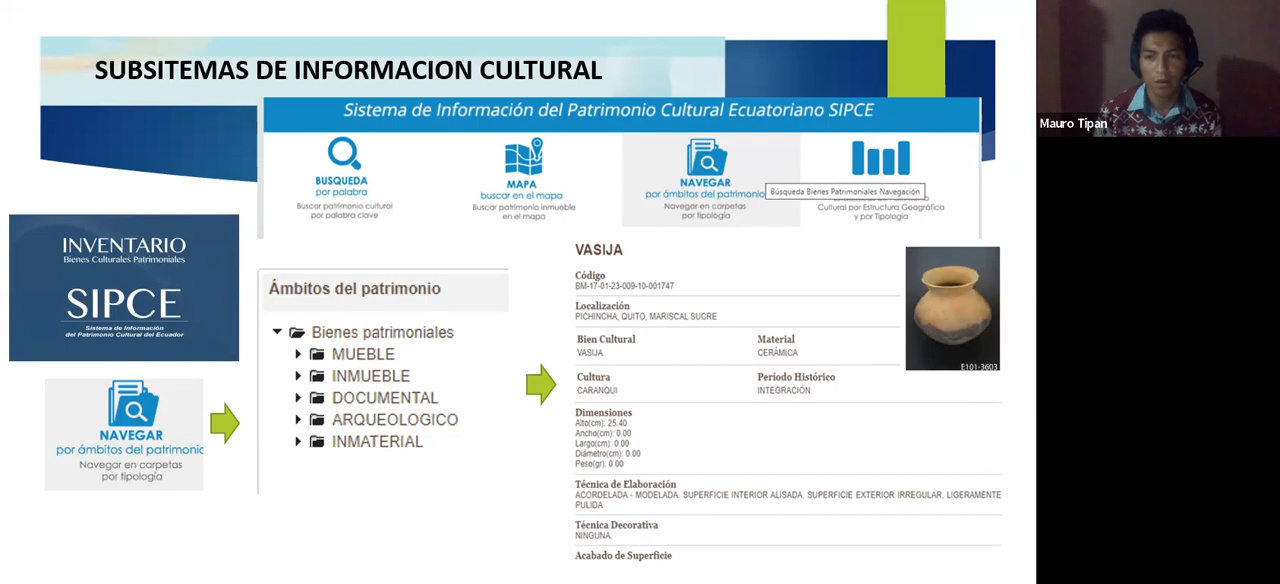 SUBSITEMAS DE INFORMACION CULTURAL
Sistema de Información del Patrimonio Cultural Ecuatoriano SIPCE
BUSQUEDA
por palabra
Buscar patrimonio cultural
por palabra clave
MAPA
buscar en el mapa
Buscar patrimonio inmueble
en el mapa
NAVEGAR
por ámbitos del patrimonio
Navegar en carpetas
por tipología
Búsqueda Bienes Patrimoniales Navegación
Cultural por Estructura Geográfica
y por Tipología
INVENTARIO
Bienes Culturales Patrimoniales
SIPCE
Sistema de Información
del Patrimonio Cultural del Ecuador
NAVEGAR
por ámbitos del patrimonic
Navegar en carpetas
por tipología
Ámbitos del patrimonio
Bienes patrimoniales
MUEBLE
INMUEBLE
DOCUMENTAL
ARQUEOLOGICO
INMATERIAL
VASIJA
Código
BM-17-01-23-009-10-001747
Localización
PICHINCHA, QUITO, MARISCAL SUCRE
Bien Cultural Material
VASIJA CERÁMICA
Cultura Período Histórico
CARANQUI INTEGRACIÓN
Dimensiones
Alto(cm): 25.40
Ancho(cm): 0.00
Largo(cm): 0.00
Diámetro(cm): 0.00
Peso(gr): 0.00
Técnica de Elaboración
ACORDELADA - MODELADA. SUPERFICIE INTERIOR ALISADA. SUPERFICIE EXTERIOR IRREGULAR, LIGERAMENTE
PULIDA
Técnica Decorativa
NINGUNA.
Acabado de Superficie
E101-3603
Mauro Tipan